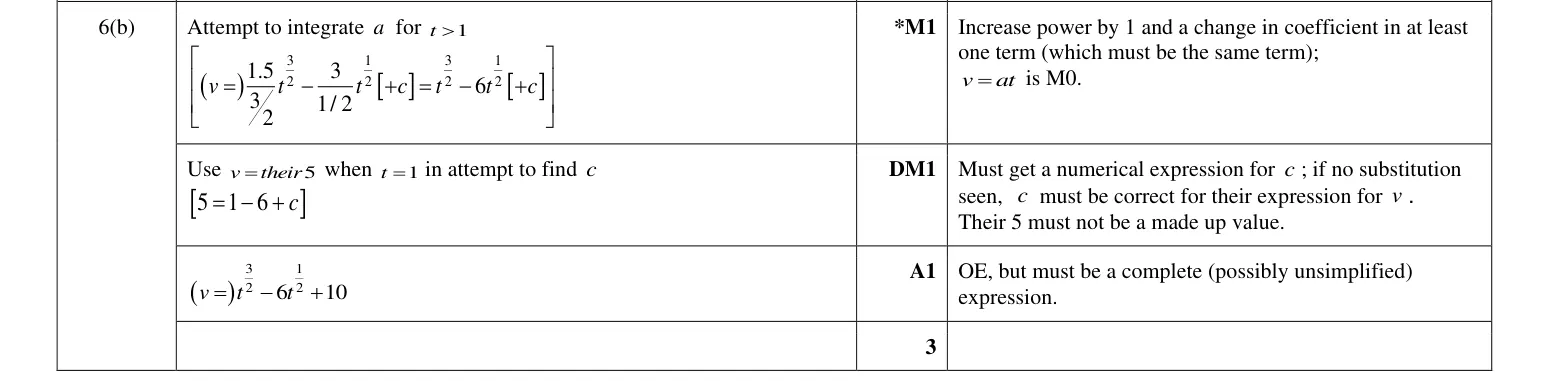 6(b)
Attempt to integrate a for t > 1
[(v =) 1.5/(3/2) t^(3/2) − 3/(1/2) t^(1/2) [+c] = t^(3/2) − 6t^(1/2) [+c]]
*M1
Increase power by 1 and a change in coefficient in at least
one term (which must be the same term);
v = at is M0.
Use v = their 5 when t = 1 in attempt to find c
[5 = 1 − 6 + c]
DM1
Must get a numerical expression for c ; if no substitution
seen, c must be correct for their expression for v .
Their 5 must not be a made up value.
(v =) t^(3/2) − 6t^(1/2) + 10
A1
OE, but must be a complete (possibly unsimplified)
expression.
3